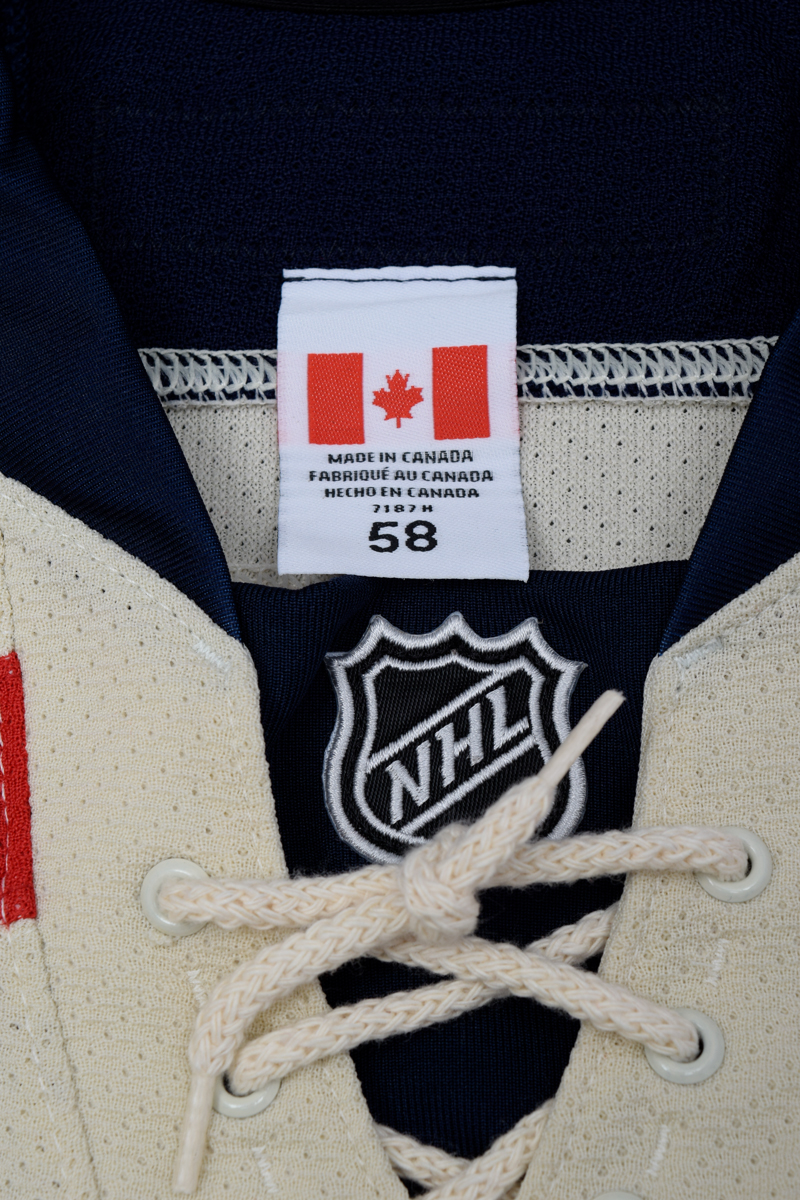 MADE IN CANADA
FABRIQUÉ AU CANADA
HECHO EN CANADA
7187 H
58
NHL